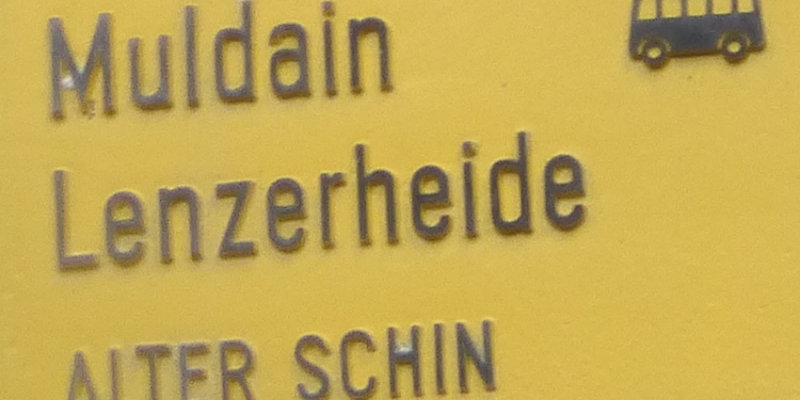 Muldain
Lenzerheide
ALTER SCHIN